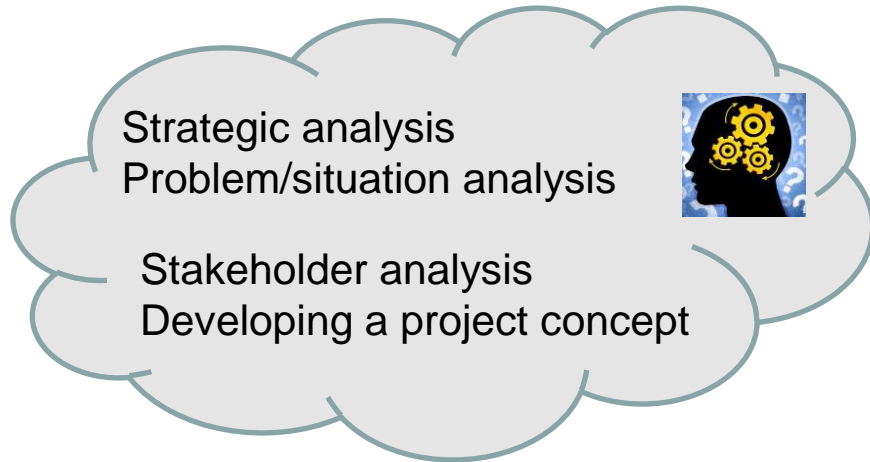 Strategic analysis
Problem/situation analysis
Stakeholder analysis
Developing a project concept